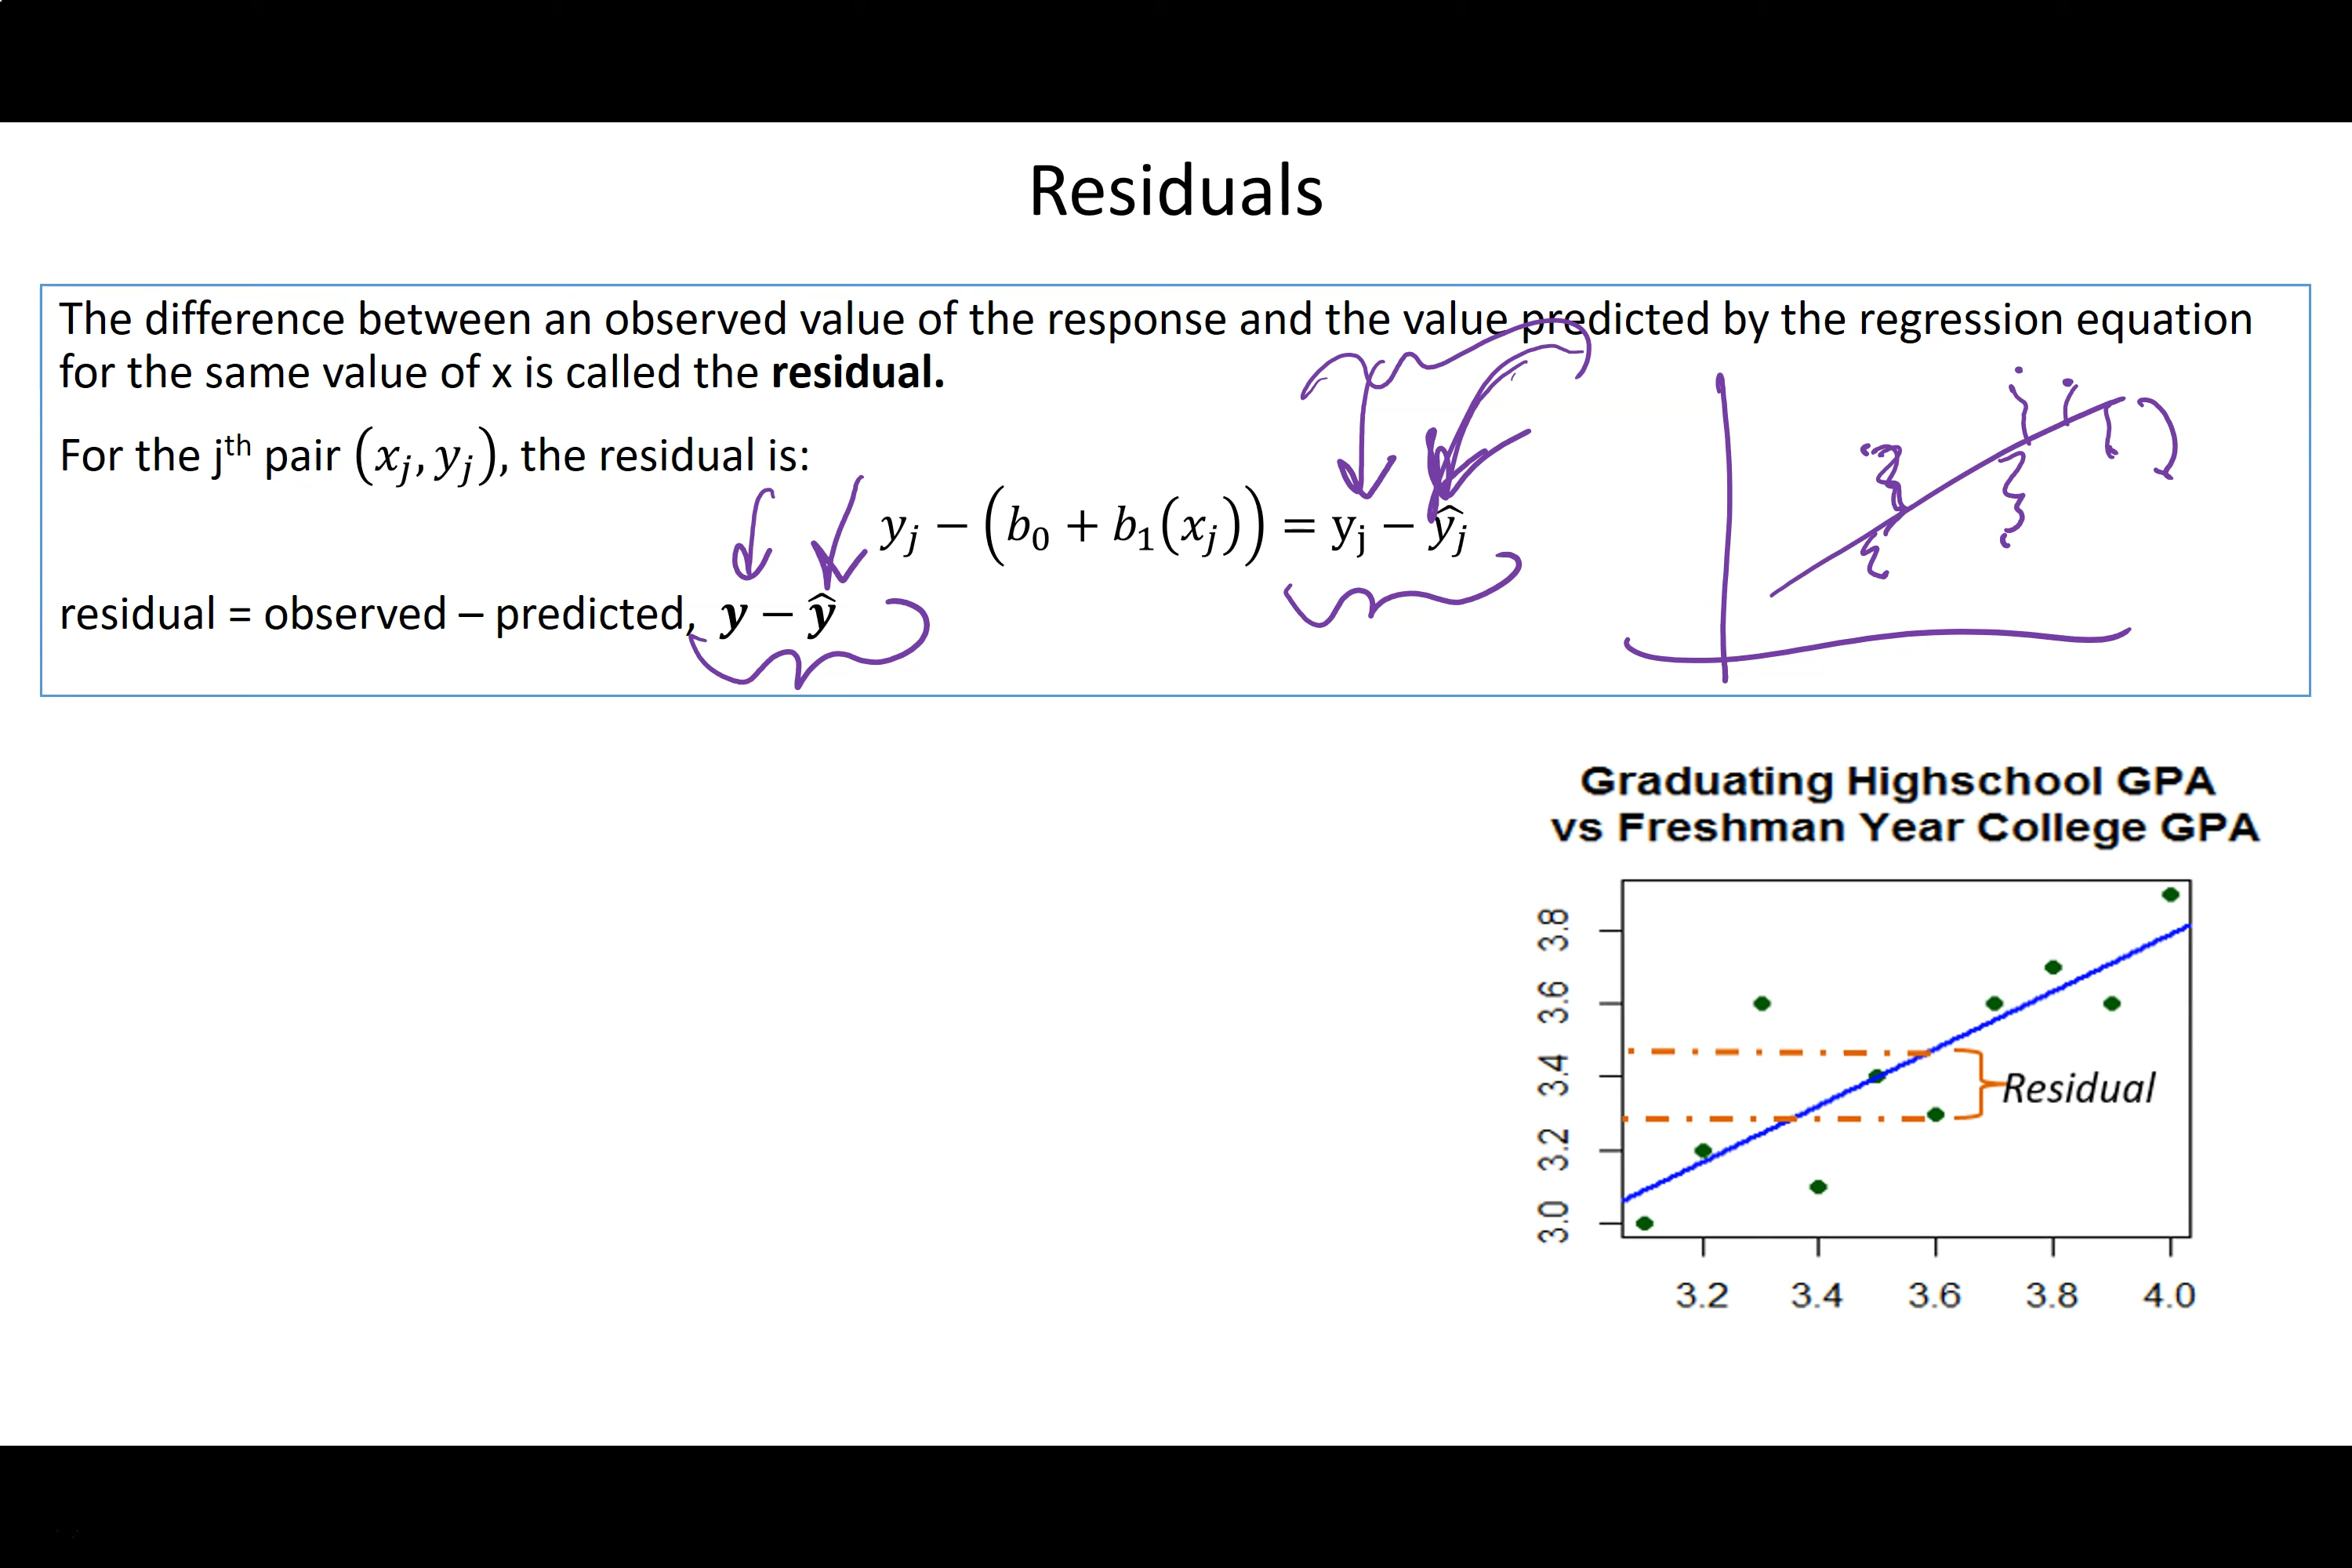 Residuals
The difference between an observed value of the response and the value predicted by the regression equation
for the same value of x is called the residual.
For the jᵗʰ pair (xⱼ, yⱼ), the residual is:
yⱼ − (b₀ + b₁(xⱼ)) = yⱼ − ŷⱼ
residual = observed – predicted, y − ŷ
Graduating Highschool GPA
vs Freshman Year College GPA
3.8
3.6
3.4
3.2
3.0
Residual
3.2 3.4 3.6 3.8 4.0